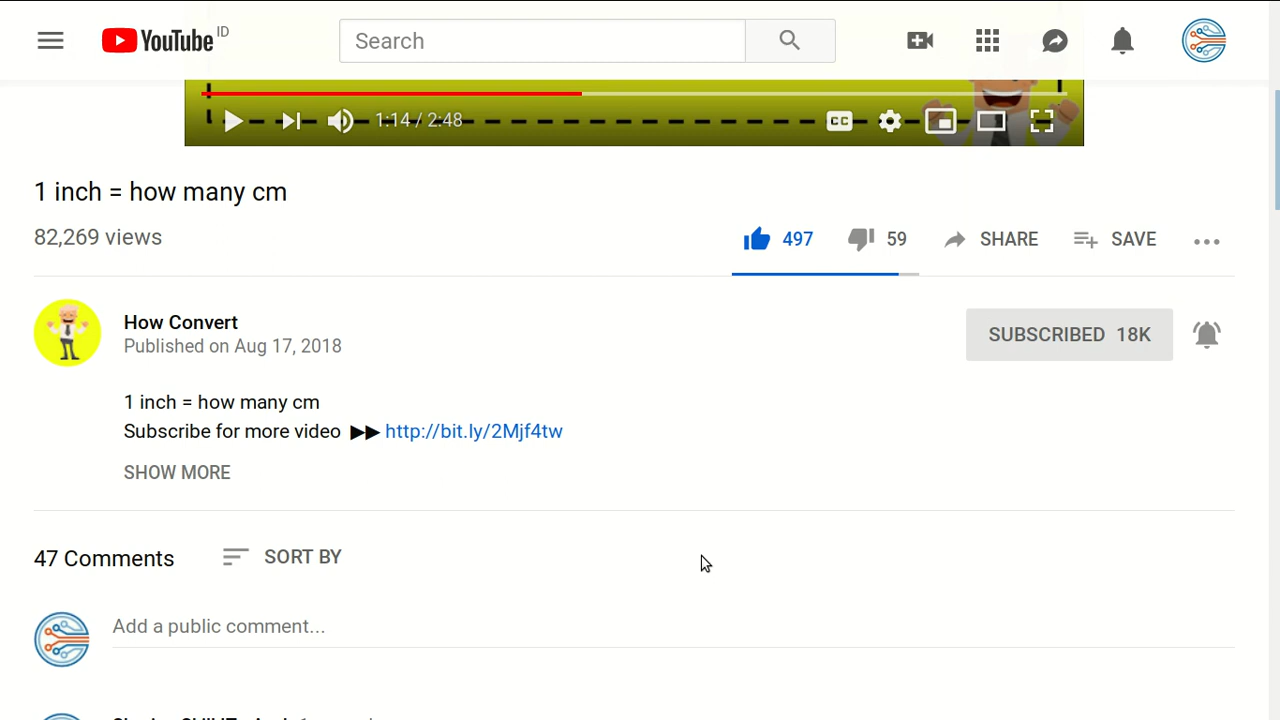 YouTube ID
Search
1:14 / 2:48
CC
1 inch = how many cm
82,269 views
497
59
SHARE
SAVE
How Convert
Published on Aug 17, 2018
SUBSCRIBED 18K
1 inch = how many cm
Subscribe for more video ▶▶ http://bit.ly/2Mjf4tw
SHOW MORE
47 Comments
SORT BY
Add a public comment...